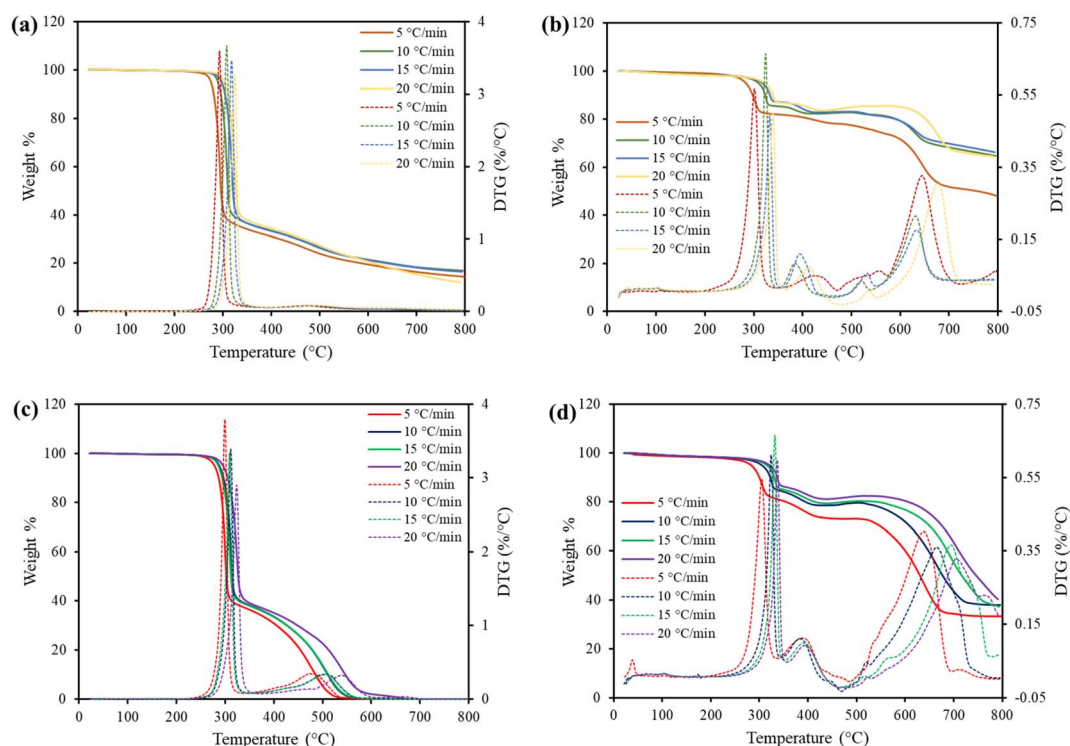 (a)
120
100
80
60
40
20
0
Weight %
0 100 200 300 400 500 600 700 800
Temperature (°C)
4
3
2
1
0
DTG (%/°C)
5 °C/min
10 °C/min
15 °C/min
20 °C/min
5 °C/min
10 °C/min
15 °C/min
20 °C/min
(b)
120
100
80
60
40
20
0
Weight %
0 100 200 300 400 500 600 700 800
Temperature (°C)
0.75
0.55
0.35
0.15
-0.05
DTG (%/°C)
5 °C/min
10 °C/min
15 °C/min
20 °C/min
5 °C/min
10 °C/min
15 °C/min
20 °C/min
(c)
120
100
80
60
40
20
0
Weight %
0 100 200 300 400 500 600 700 800
Temperature (°C)
4
3
2
1
0
DTG (%/°C)
5 °C/min
10 °C/min
15 °C/min
20 °C/min
5 °C/min
10 °C/min
15 °C/min
20 °C/min
(d)
120
100
80
60
40
20
0
Weight %
0 100 200 300 400 500 600 700 800
Temperature (°C)
0.75
0.55
0.35
0.15
-0.05
DTG (%/°C)
5 °C/min
10 °C/min
15 °C/min
20 °C/min
5 °C/min
10 °C/min
15 °C/min
20 °C/min